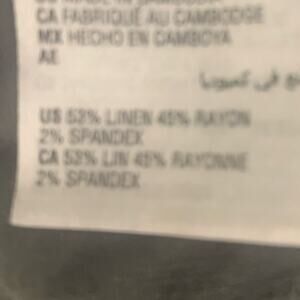 CA FABRIQUÉ AU CAMBODGE
MX HECHO EN CAMBOYA
AE
في كمبوديا
US 53% LINEN 45% RAYON
2% SPANDEX
CA 53% LIN 45% RAYONNE
2% SPANDEX